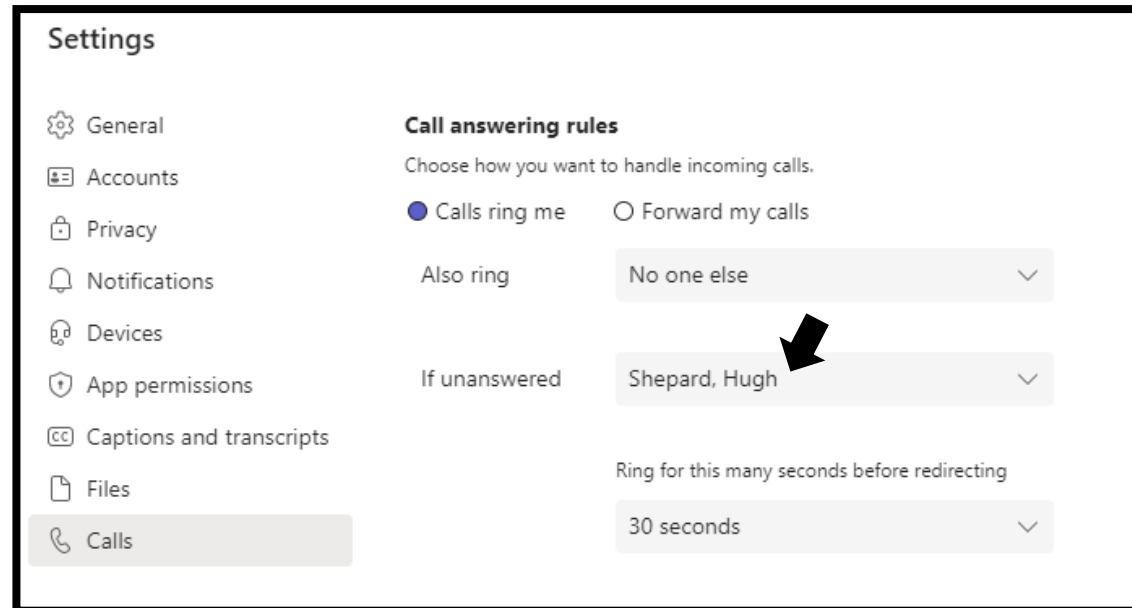 Settings
General
Accounts
Privacy
Notifications
Devices
App permissions
CC Captions and transcripts
Files
Calls
Call answering rules
Choose how you want to handle incoming calls.
Calls ring me Forward my calls
Also ring No one else
If unanswered Shepard, Hugh
Ring for this many seconds before redirecting
30 seconds